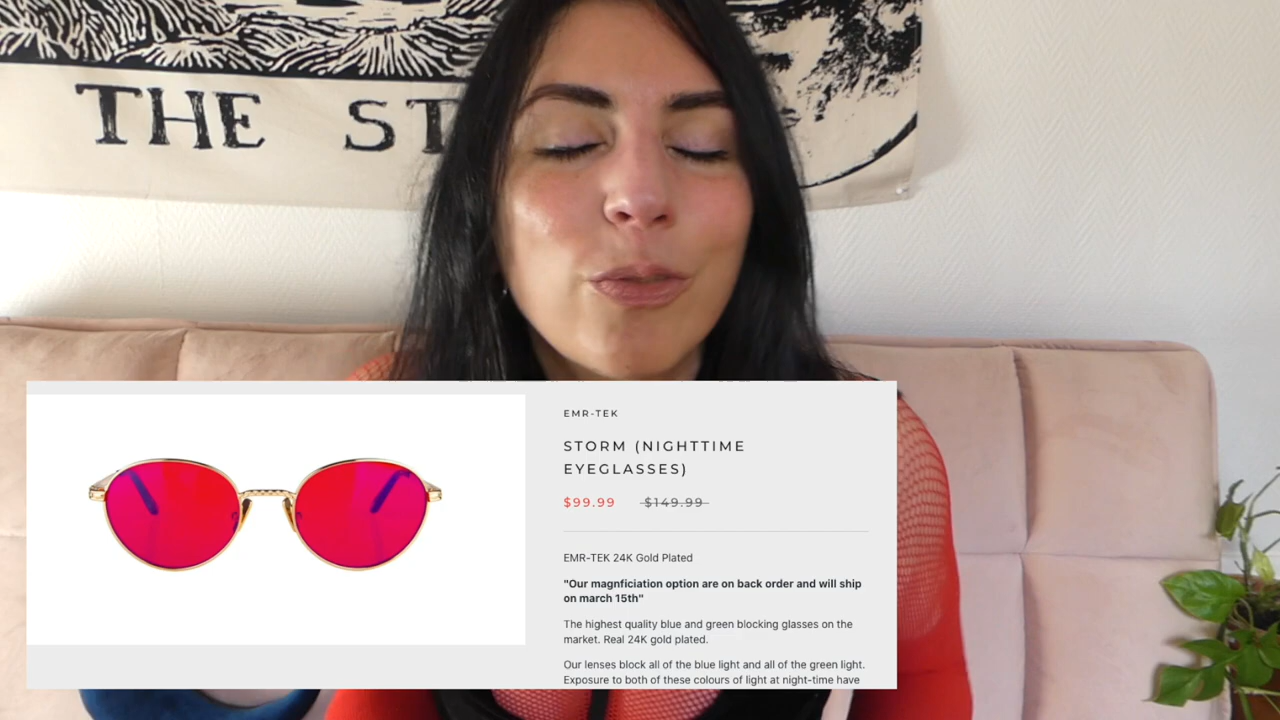 THE ST
EMR-TEK
STORM (NIGHTTIME
EYEGLASSES)
$99.99 $149.99
EMR-TEK 24K Gold Plated
"Our magnficiation option are on back order and will ship
on march 15th"
The highest quality blue and green blocking glasses on the
market. Real 24K gold plated.
Our lenses block all of the blue light and all of the green light.
Exposure to both of these colours of light at night-time have